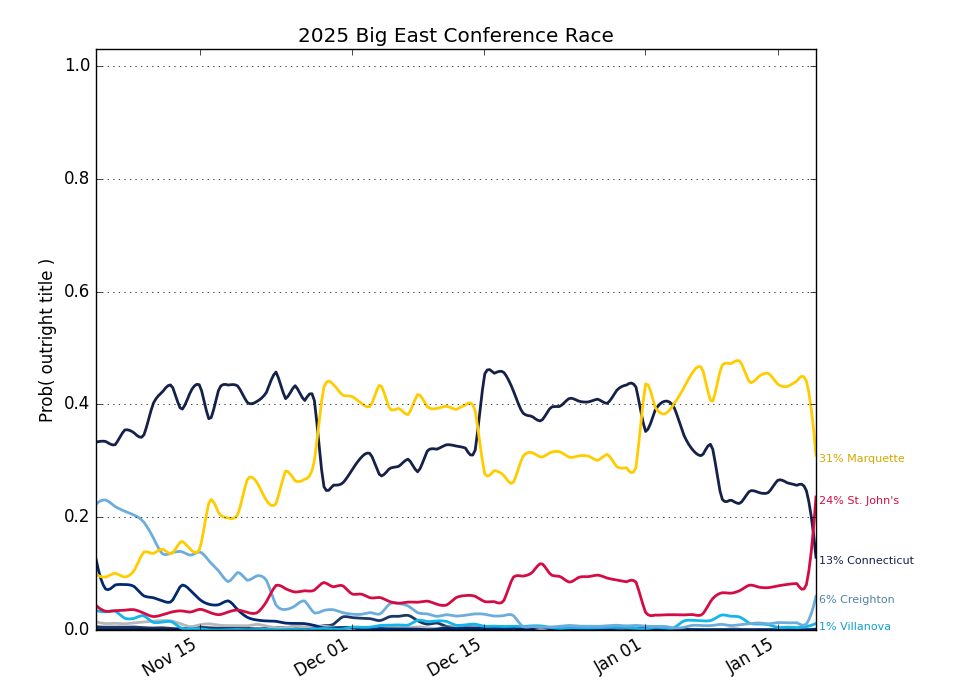 2025 Big East Conference Race
Prob( outright title )
1.0
0.8
0.6
0.4
0.2
0.0
31% Marquette
24% St. John's
13% Connecticut
6% Creighton
1% Villanova
Nov 15
Dec 01
Dec 15
Jan 01
Jan 15